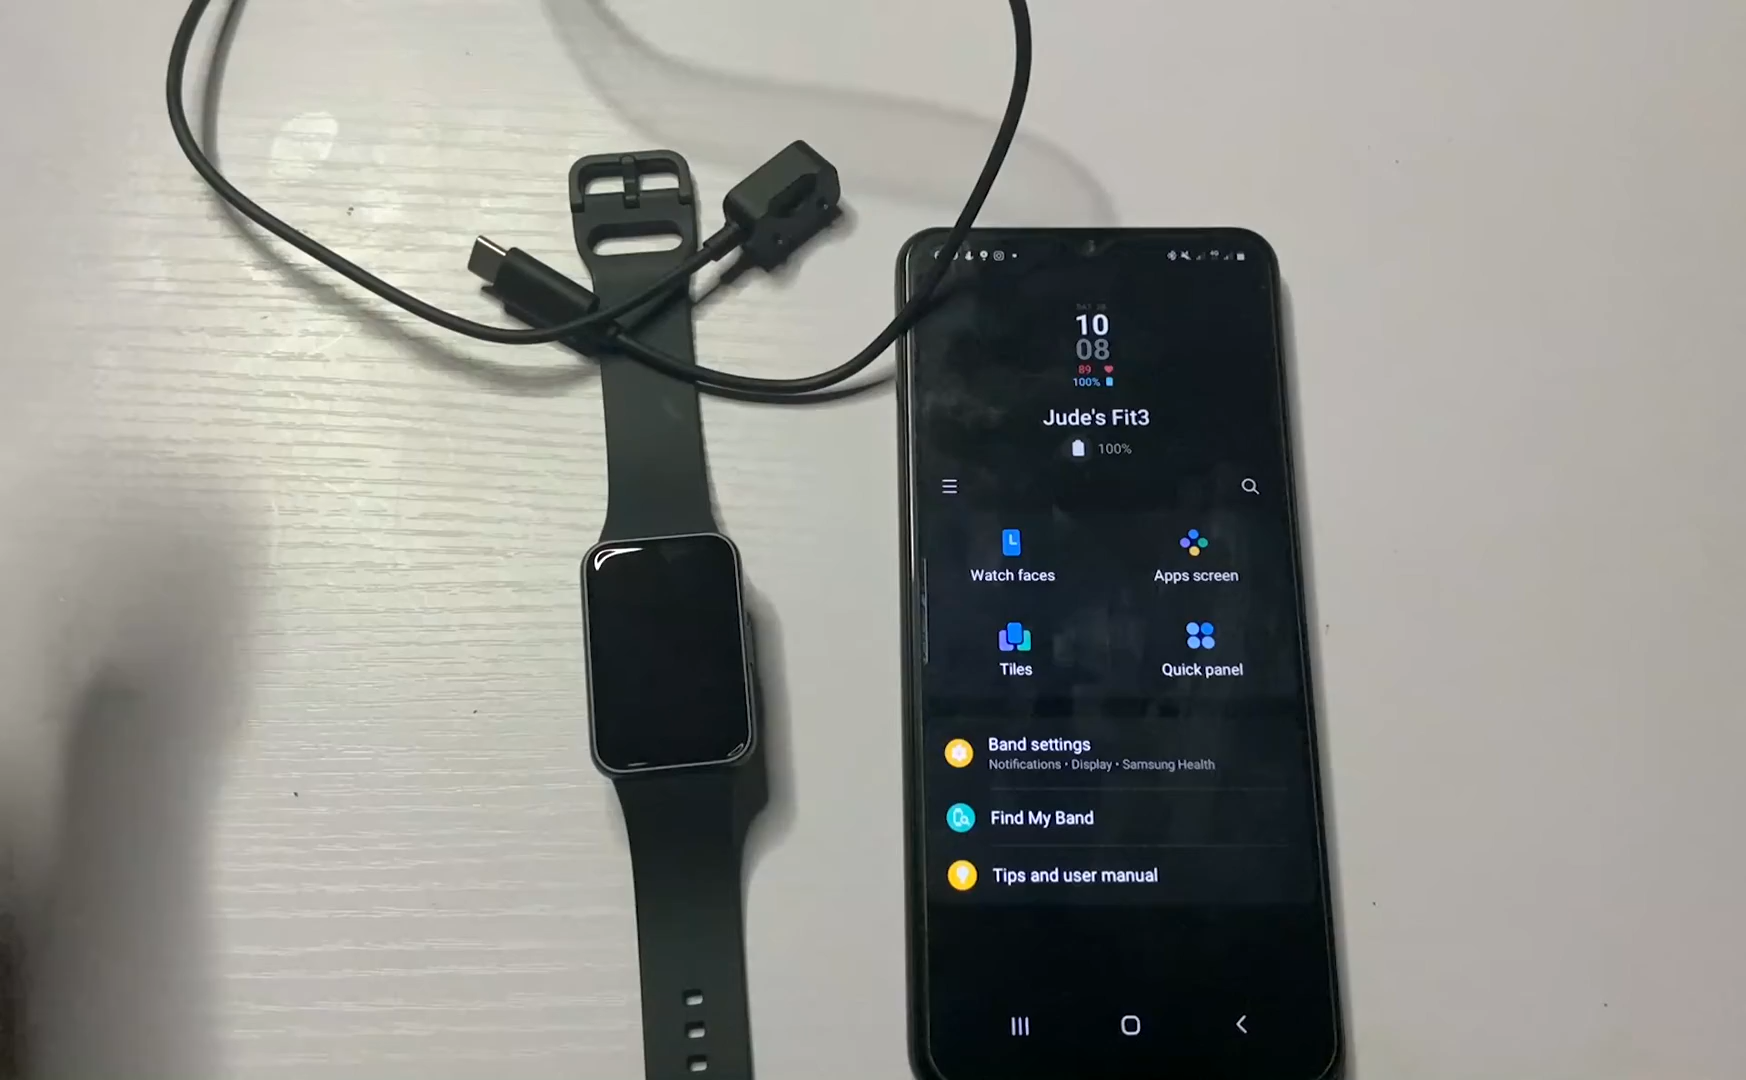 10
08
89
100%
Jude's Fit3
100%
Watch faces
Apps screen
Tiles
Quick panel
Band settings
Notifications • Display • Samsung Health
Find My Band
Tips and user manual